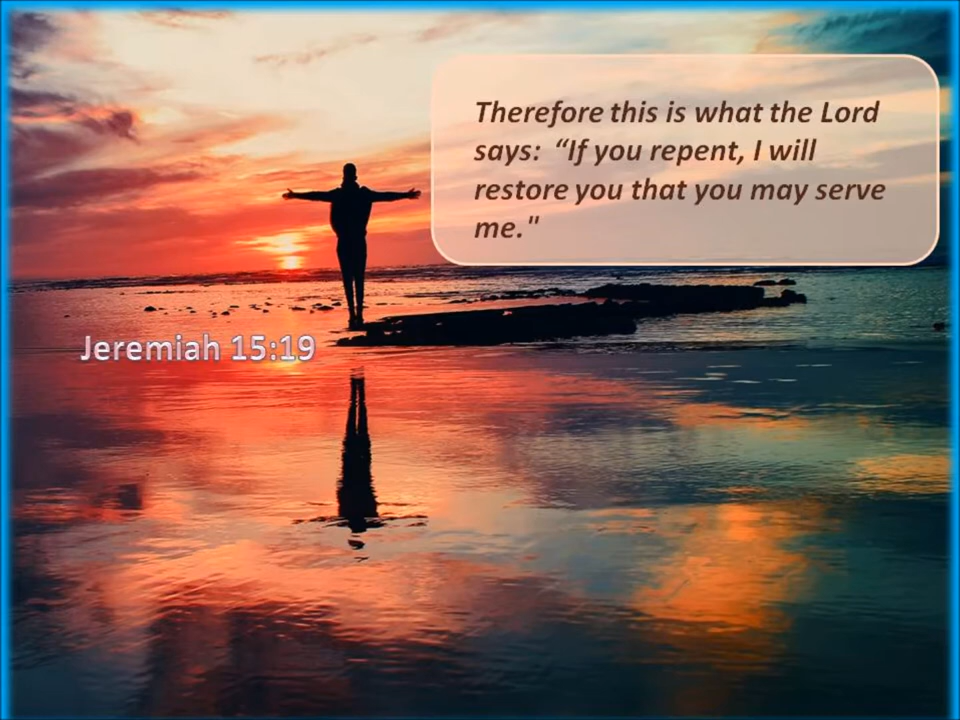 Therefore this is what the Lord
says:  “If you repent, I will
restore you that you may serve
me."
Jeremiah 15:19